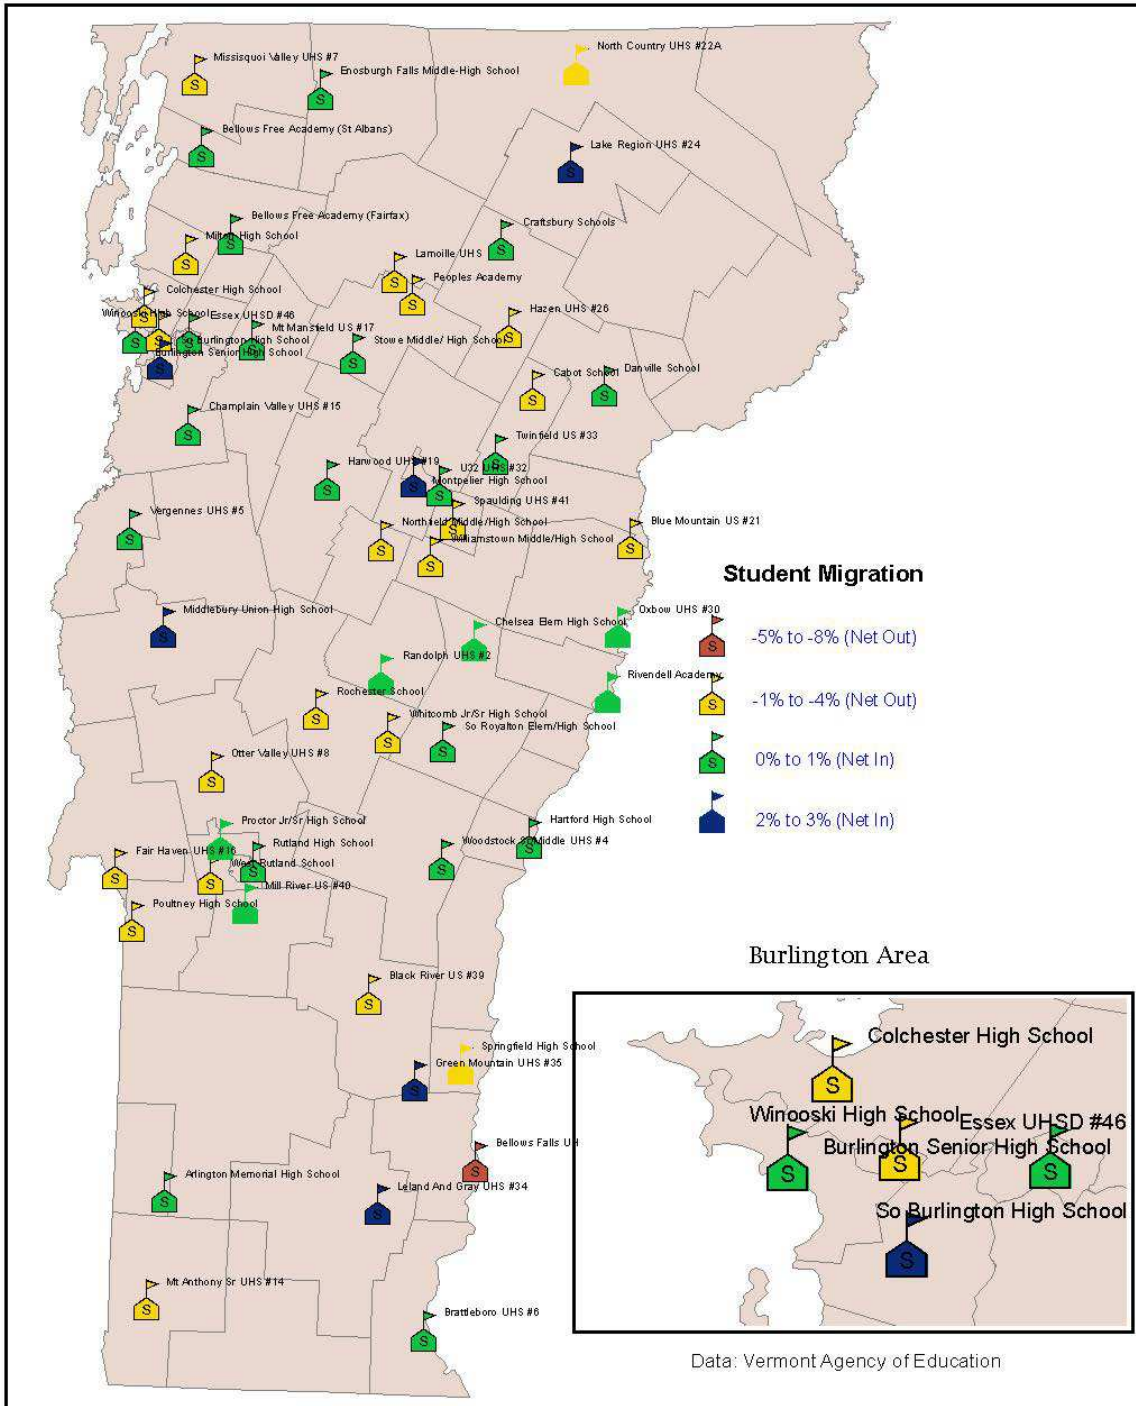 North Country UHS #22A
Missisquoi Valley UHS #7
Enosburgh Falls Middle-High School
Bellows Free Academy (St Albans)
Lake Region UHS #24
Bellows Free Academy (Fairfax)
Craftsbury Schools
Milton High School
Lamoille UHS
Peoples Academy
Colchester High School
Winooski High School
Essex UHSD #46
Hazen UHS #26
Mt Mansfield US #17
So Burlington High School
Stowe Middle/ High School
Burlington Senior High School
Cabot School
Danville School
Champlain Valley UHS #15
Twinfield US #33
Harwood UHS #19
U32 UHS #32
Montpelier High School
Spaulding UHS #41
Vergennes UHS #5
Northfield Middle/High School
Blue Mountain US #21
Williamstown Middle/High School
Student Migration
Middlebury Union High School
Oxbow UHS #30
Chelsea Elem High School
-5% to -8% (Net Out)
Randolph UHS #2
Rivendell Academy
Rochester School
-1% to -4% (Net Out)
Whitcomb Jr/Sr High School
So Royalton Elem/High School
Otter Valley UHS #8
0% to 1% (Net In)
Proctor Jr/Sr High School
Hartford High School
2% to 3% (Net In)
Rutland High School
Woodstock Sr/Middle UHS #4
Fair Haven UHS #16
West Rutland School
Mill River US #40
Poultney High School
Burlington Area
Black River US #39
Springfield High School
Green Mountain UHS #35
Colchester High School
Winooski High School
Essex UHSD #46
Burlington Senior High School
Bellows Falls UH
Arlington Memorial High School
Leland And Gray UHS #34
So Burlington High School
Mt Anthony Sr UHS #14
Brattleboro UHS #6
Data: Vermont Agency of Education